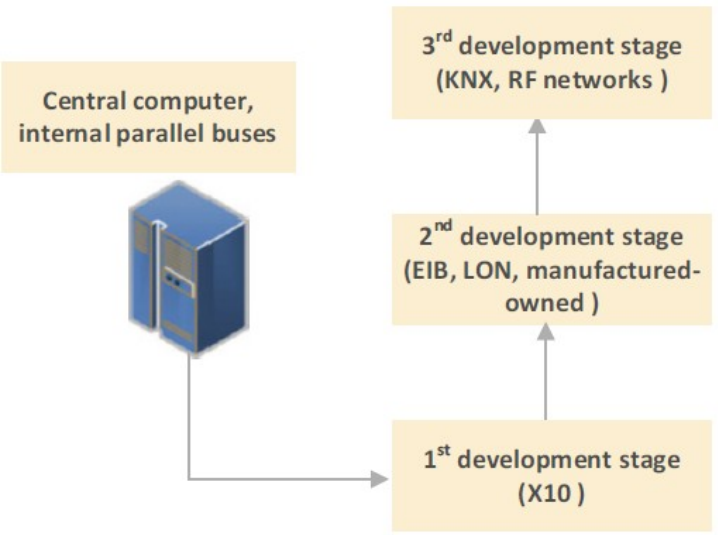 Central computer,
internal parallel buses
3rd development stage
(KNX, RF networks )
2nd development stage
(EIB, LON, manufactured-
owned )
1st development stage
(X10 )